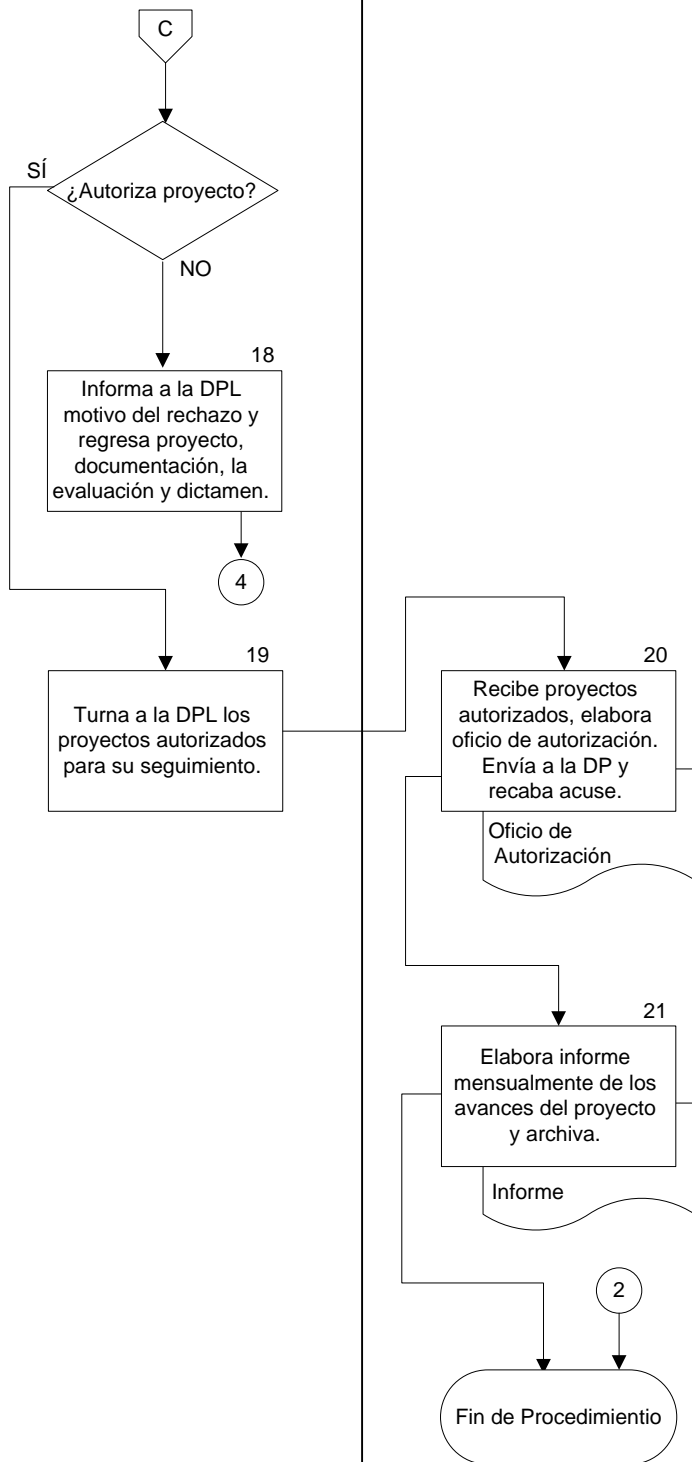 C
¿Autoriza proyecto?
SÍ
NO
18
Informa a la DPL
motivo del rechazo y
regresa proyecto,
documentación, la
evaluación y dictamen.
4
19
Turna a la DPL los
proyectos autorizados
para su seguimiento.
20
Recibe proyectos
autorizados, elabora
oficio de autorización.
Envía a la DP y
recaba acuse.
Oficio de
Autorización
21
Elabora informe
mensualmente de los
avances del proyecto
y archiva.
Informe
2
Fin de Procedimientio